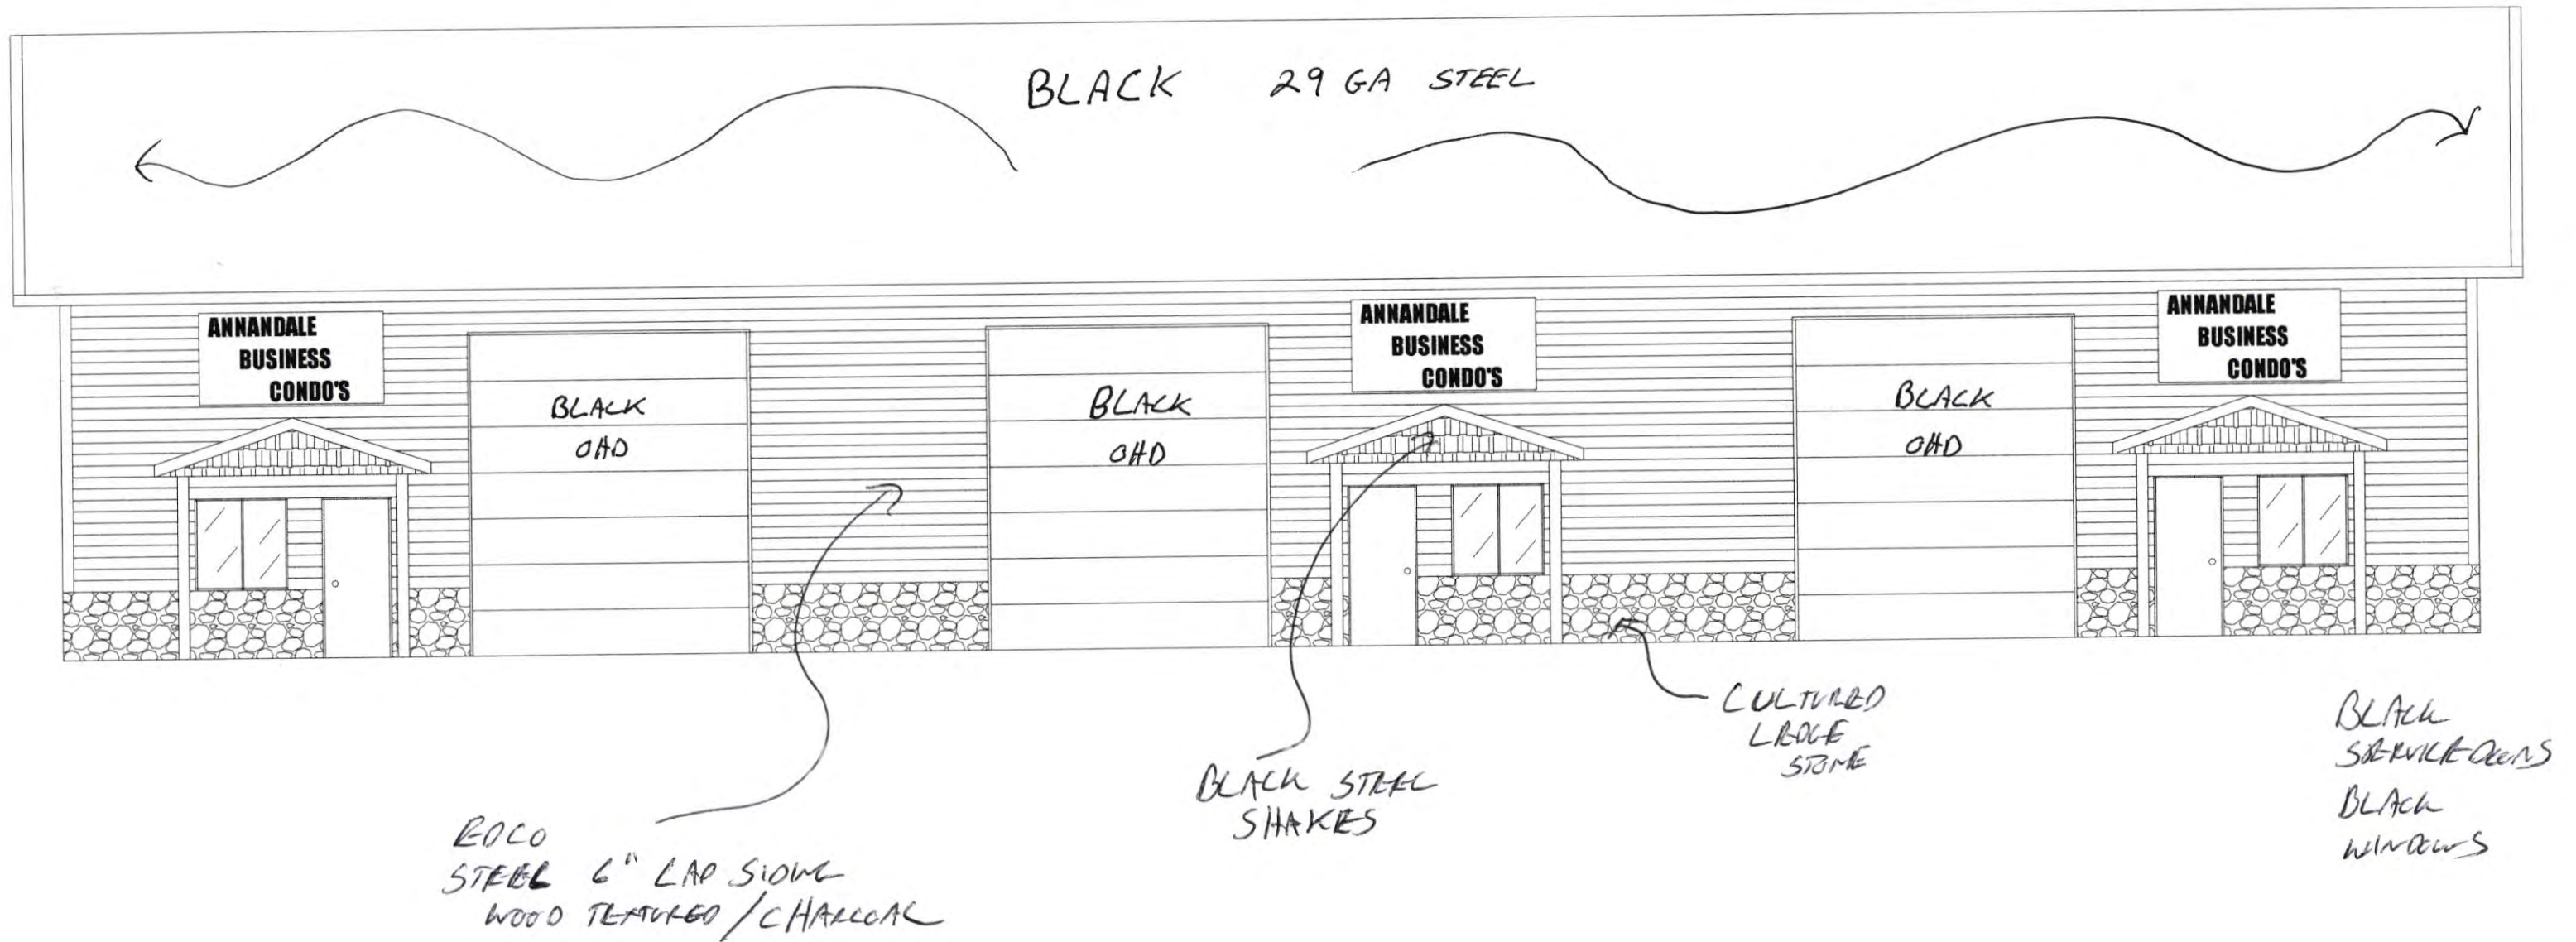 BLACK 29 GA STEEL
ANNANDALE
BUSINESS
CONDO'S
ANNANDALE
BUSINESS
CONDO'S
ANNANDALE
BUSINESS
CONDO'S
BLACK
OHD
BLACK
OHD
BLACK
OHD
CULTURED
LEDGE
STONE
BLACK
SERVICE DOORS
BLACK
WINDOWS
BLACK STEEL
SHAKES
EDCO
STEEL 6" LAP SIDING
WOOD TEXTURED/CHARCOAL